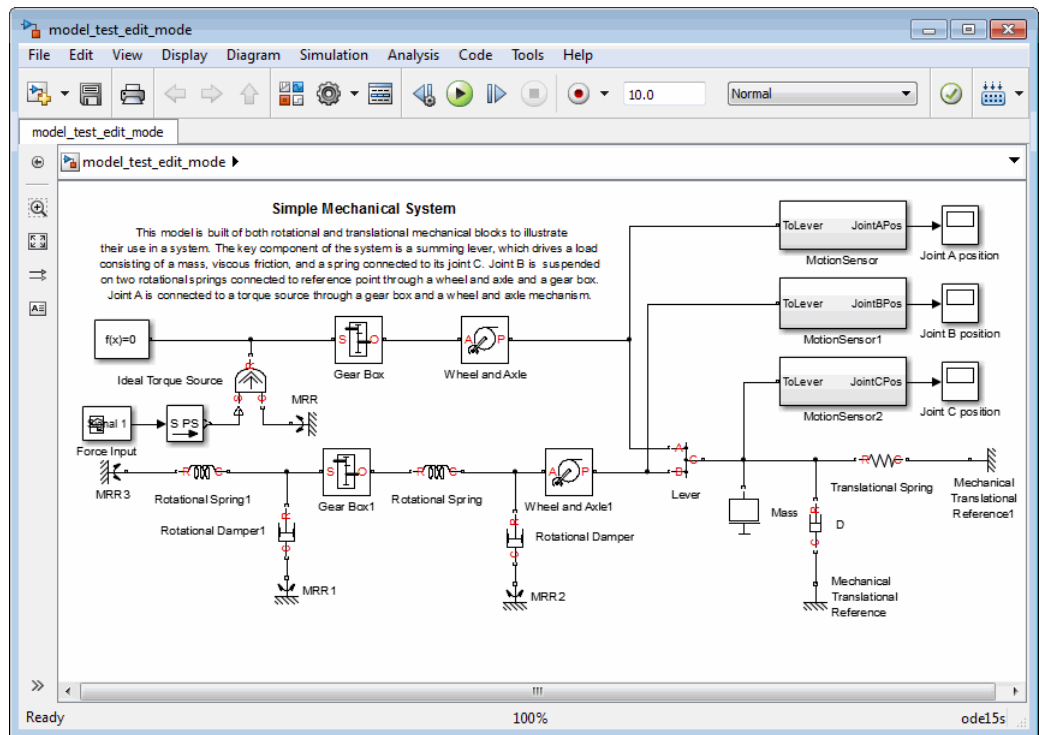 model_test_edit_mode
File Edit View Display Diagram Simulation Analysis Code Tools Help
10.0 Normal
model_test_edit_mode
model_test_edit_mode
Simple Mechanical System
This model is built of both rotational and translational mechanical blocks to illustrate
their use in a system. The key component of the system is a summing lever, which drives a load
consisting of a mass, viscous friction, and a spring connected to its joint C. Joint B is suspended
on two rotational springs connected to reference point through a wheel and axle and a gear box.
Joint A is connected to a torque source through a gear box and a wheel and axle mechanism.
ToLever JointAPos
MotionSensor
Joint A position
ToLever JointBPos
MotionSensor1
Joint B position
ToLever JointCPos
MotionSensor2
Joint C position
f(x)=0
S O
Gear Box
A P
Wheel and Axle
Ideal Torque Source
R
S C
MRR
Signal 1
Force Input
S PS
MRR3
R C
Rotational Spring1
S O
Gear Box1
R C
Rotational Spring
A P
Wheel and Axle1
A
B
C
Lever
R C
Translational Spring
Mechanical
Translational
Reference1
Rotational Damper1
R
C
MRR1
Rotational Damper
R
C
MRR2
Mass
R
C
D
Mechanical
Translational
Reference
Ready 100% ode15s